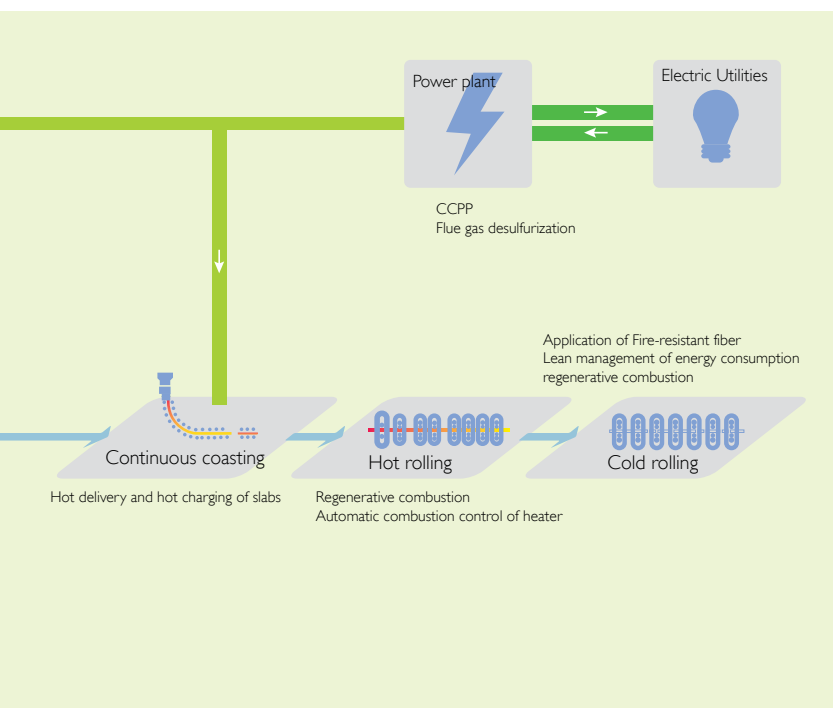 Power plant
Electric Utilities
CCPP
Flue gas desulfurization
Application of Fire-resistant fiber
Lean management of energy consumption
regenerative combustion
Continuous coasting
Hot rolling
Cold rolling
Hot delivery and hot charging of slabs
Regenerative combustion
Automatic combustion control of heater